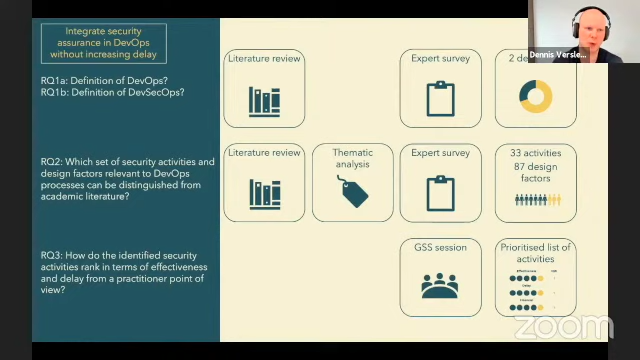 Integrate security
assurance in DevOps
without increasing delay
RQ1a: Definition of DevOps?
RQ1b: Definition of DevSecOps?
Literature review
Expert survey
2 de
Dennis Versle...
RQ2: Which set of security activities and
design factors relevant to DevOps
processes can be distinguished from
academic literature?
Literature review
Thematic
analysis
Expert survey
33 activities
87 design
factors
RQ3: How do the identified security
activities rank in terms of effectiveness
and delay from a practitioner point of
view?
GSS session
Prioritised list of
activities
Effectiveness
Delay
zoom